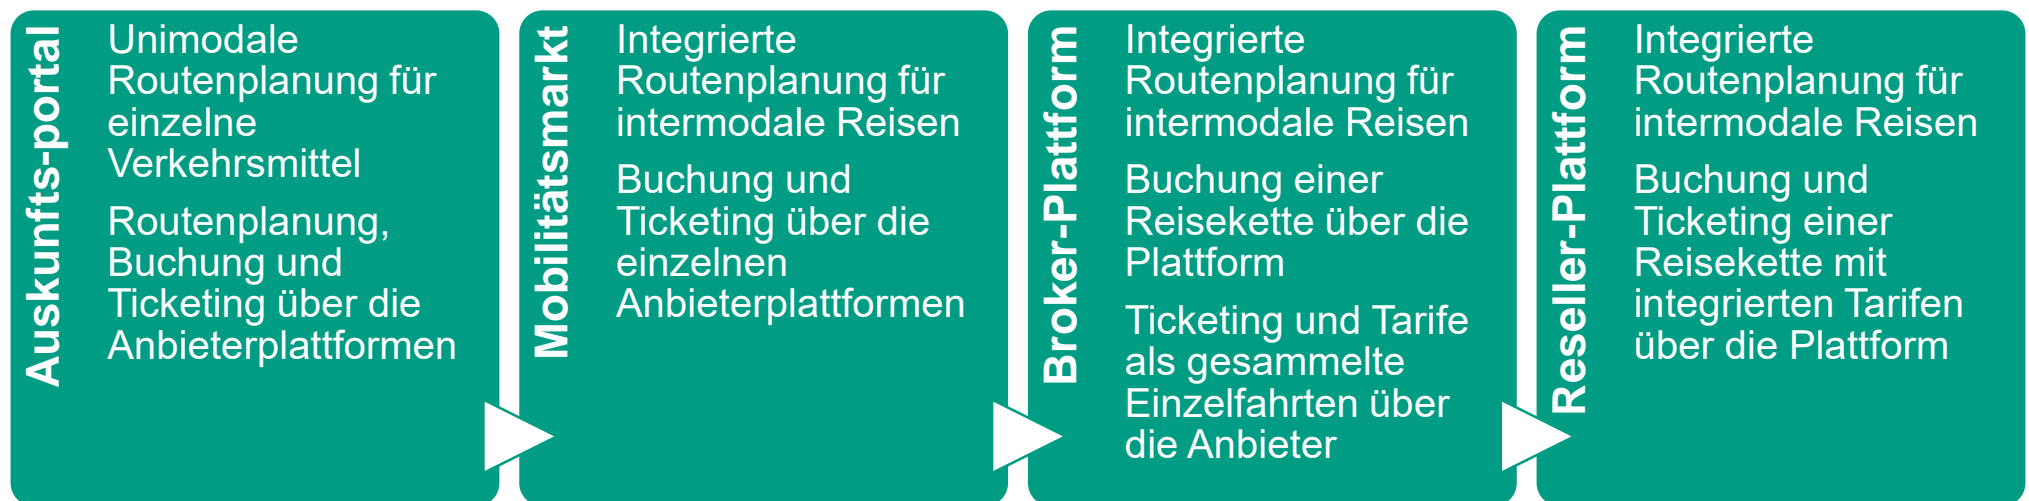 Auskunfts-portal
Unimodale
Routenplanung für
einzelne
Verkehrsmittel
Routenplanung,
Buchung und
Ticketing über die
Anbieterplattformen
Mobilitätsmarkt
Integrierte
Routenplanung für
intermodale Reisen
Buchung und
Ticketing über die
einzelnen
Anbieterplattformen
Broker-Plattform
Integrierte
Routenplanung für
intermodale Reisen
Buchung einer
Reisekette über die
Plattform
Ticketing und Tarife
als gesammelte
Einzelfahrten über
die Anbieter
Reseller-Plattform
Integrierte
Routenplanung für
intermodale Reisen
Buchung und
Ticketing einer
Reisekette mit
integrierten Tarifen
über die Plattform